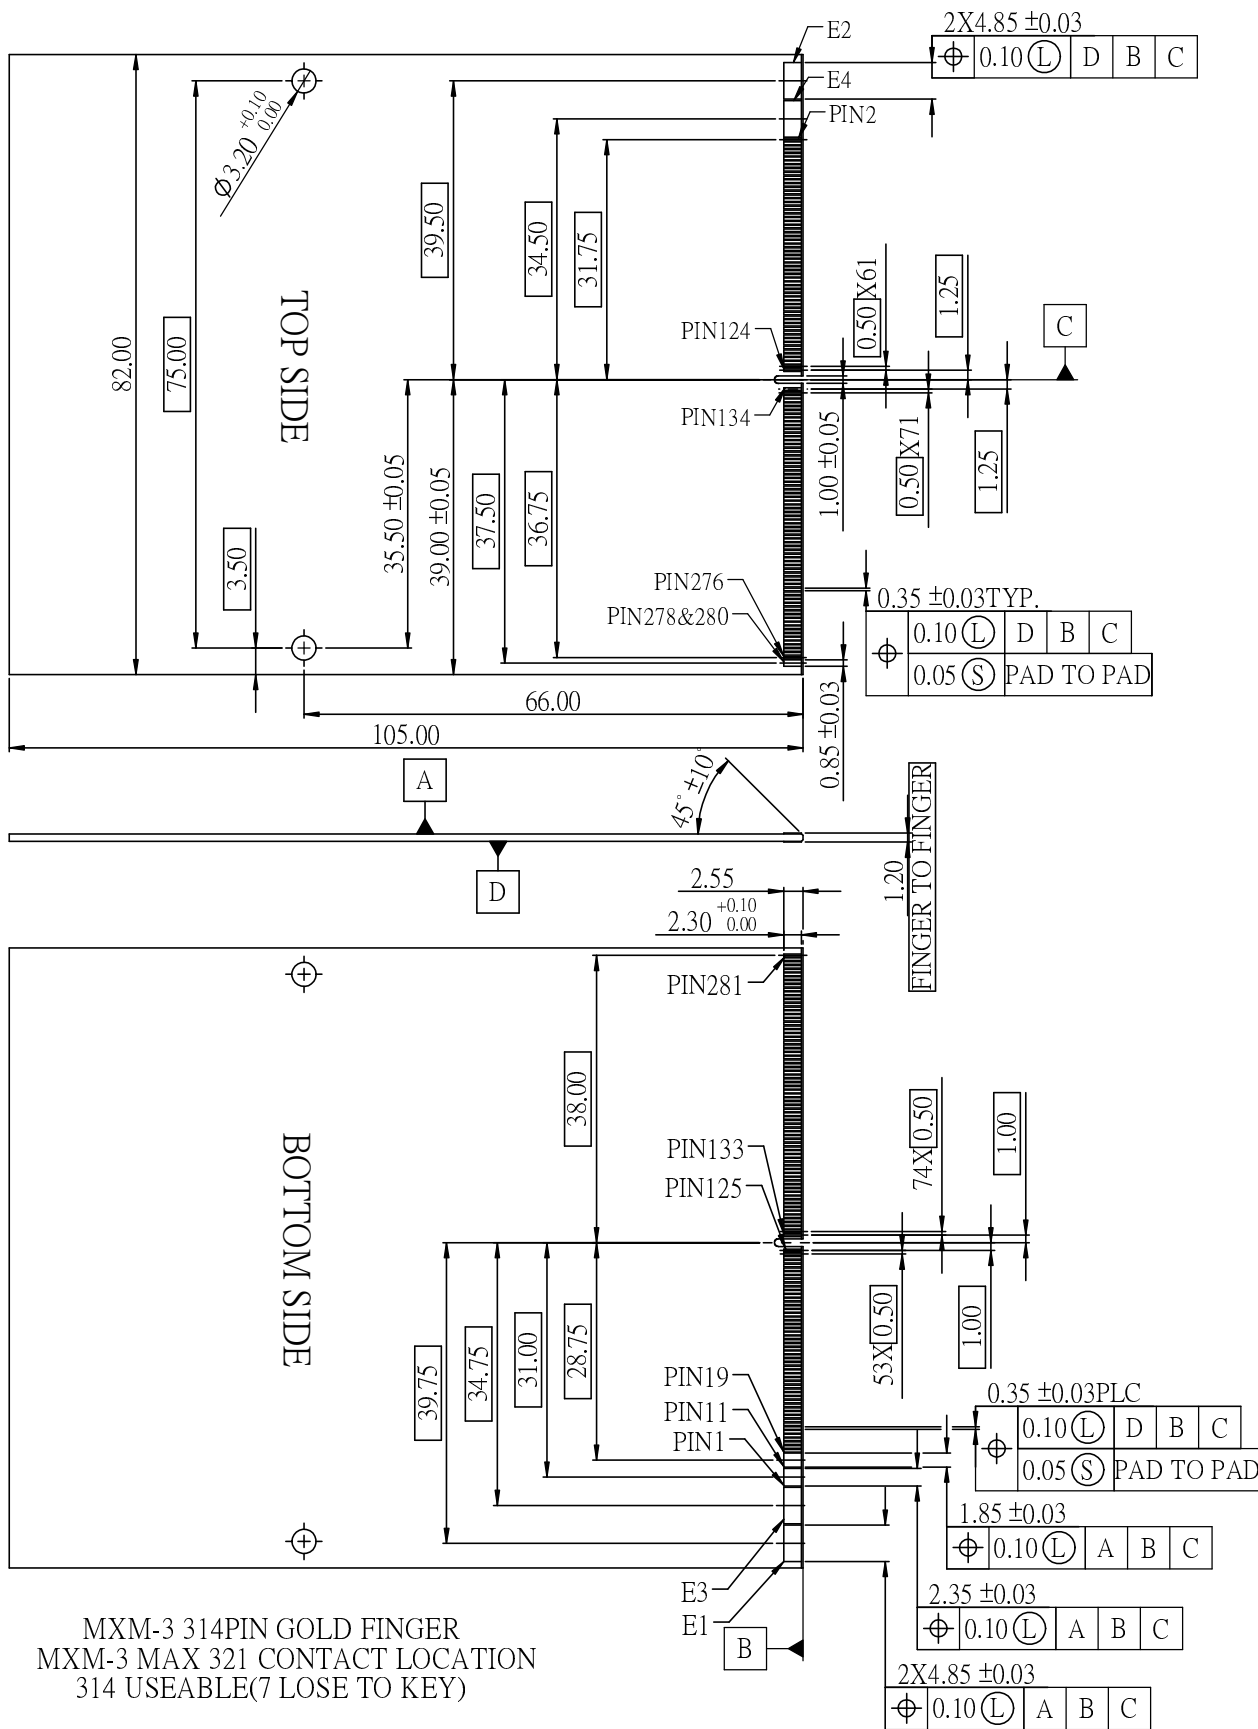 2X4.85 ±0.03
0.10 Ⓛ D B C
E2
E4
PIN2
Φ3.20 +0.10 0.00
82.00
75.00
39.50
34.50
31.75
TOP SIDE
PIN124
0.50 X61
1.25
C
PIN134
1.00 ±0.05
0.50 X71
1.25
3.50
35.50 ±0.05
39.00 ±0.05
37.50
36.75
PIN276
PIN278&280
0.35 ±0.03TYP.
0.10 Ⓛ D B C
0.05 Ⓢ PAD TO PAD
0.85 ±0.03
66.00
105.00
A
45° ±10°
D
1.20
FINGER TO FINGER
2.55
2.30 +0.10 0.00
PIN281
38.00
BOTTOM SIDE
PIN133
PIN125
74X 0.50
1.00
53X 0.50
1.00
39.75
34.75
31.00
28.75
PIN19
PIN11
PIN1
0.35 ±0.03PLC
0.10 Ⓛ D B C
0.05 Ⓢ PAD TO PAD
1.85 ±0.03
0.10 Ⓛ A B C
2.35 ±0.03
0.10 Ⓛ A B C
E3
E1
B
2X4.85 ±0.03
0.10 Ⓛ A B C
MXM-3 314PIN GOLD FINGER
MXM-3 MAX 321 CONTACT LOCATION
314 USEABLE(7 LOSE TO KEY)